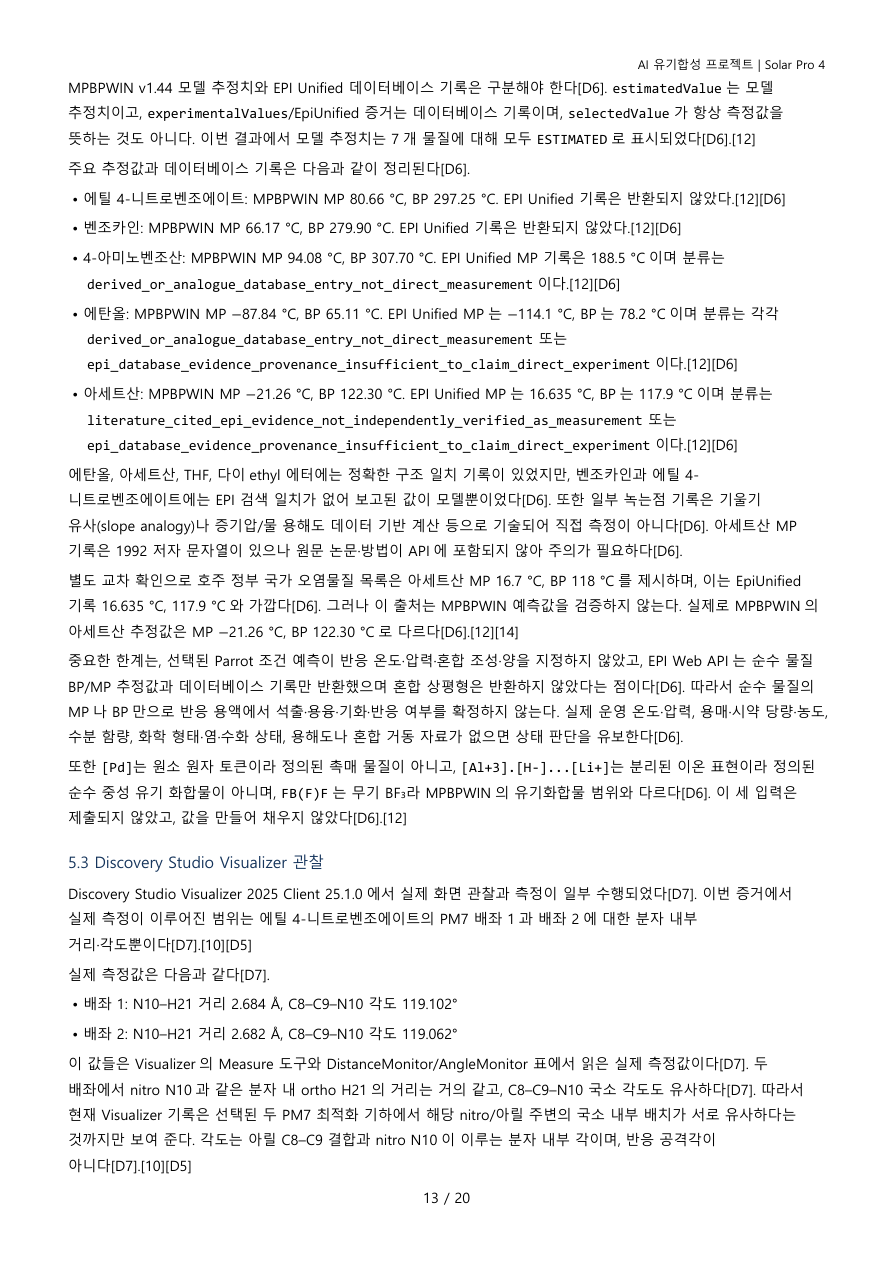 AI 유기합성 프로젝트 | Solar Pro 4
MPBPWIN v1.44 모델 추정치와 EPI Unified 데이터베이스 기록은 구분해야 한다[D6]. estimatedValue 는 모델
추정치이고, experimentalValues/EpiUnified 증거는 데이터베이스 기록이며, selectedValue 가 항상 측정값을
뜻하는 것도 아니다. 이번 결과에서 모델 추정치는 7 개 물질에 대해 모두 ESTIMATED 로 표시되었다[D6].[12]
주요 추정값과 데이터베이스 기록은 다음과 같이 정리된다[D6].
• 에틸 4-니트로벤조에이트: MPBPWIN MP 80.66 °C, BP 297.25 °C. EPI Unified 기록은 반환되지 않았다.[12][D6]
• 벤조카인: MPBPWIN MP 66.17 °C, BP 279.90 °C. EPI Unified 기록은 반환되지 않았다.[12][D6]
• 4-아미노벤조산: MPBPWIN MP 94.08 °C, BP 307.70 °C. EPI Unified MP 기록은 188.5 °C 이며 분류는
derived_or_analogue_database_entry_not_direct_measurement 이다.[12][D6]
• 에탄올: MPBPWIN MP −87.84 °C, BP 65.11 °C. EPI Unified MP 는 −114.1 °C, BP 는 78.2 °C 이며 분류는 각각
derived_or_analogue_database_entry_not_direct_measurement 또는
epi_database_evidence_provenance_insufficient_to_claim_direct_experiment 이다.[12][D6]
• 아세트산: MPBPWIN MP −21.26 °C, BP 122.30 °C. EPI Unified MP 는 16.635 °C, BP 는 117.9 °C 이며 분류는
literature_cited_epi_evidence_not_independently_verified_as_measurement 또는
epi_database_evidence_provenance_insufficient_to_claim_direct_experiment 이다.[12][D6]
에탄올, 아세트산, THF, 다이 ethyl 에터에는 정확한 구조 일치 기록이 있었지만, 벤조카인과 에틸 4-
니트로벤조에이트에는 EPI 검색 일치가 없어 보고된 값이 모델뿐이었다[D6]. 또한 일부 녹는점 기록은 기울기
유사(slope analogy)나 증기압/물 용해도 데이터 기반 계산 등으로 기술되어 직접 측정이 아니다[D6]. 아세트산 MP
기록은 1992 저자 문자열이 있으나 원문 논문·방법이 API 에 포함되지 않아 주의가 필요하다[D6].
별도 교차 확인으로 호주 정부 국가 오염물질 목록은 아세트산 MP 16.7 °C, BP 118 °C 를 제시하며, 이는 EpiUnified
기록 16.635 °C, 117.9 °C 와 가깝다[D6]. 그러나 이 출처는 MPBPWIN 예측값을 검증하지 않는다. 실제로 MPBPWIN 의
아세트산 추정값은 MP −21.26 °C, BP 122.30 °C 로 다르다[D6].[12][14]
중요한 한계는, 선택된 Parrot 조건 예측이 반응 온도·압력·혼합 조성·양을 지정하지 않았고, EPI Web API 는 순수 물질
BP/MP 추정값과 데이터베이스 기록만 반환했으며 혼합 상평형은 반환하지 않았다는 점이다[D6]. 따라서 순수 물질의
MP 나 BP 만으로 반응 용액에서 석출·용융·기화·반응 여부를 확정하지 않는다. 실제 운영 온도·압력, 용매·시약 당량·농도,
수분 함량, 화학 형태·염·수화 상태, 용해도나 혼합 거동 자료가 없으면 상태 판단을 유보한다[D6].
또한 [Pd]는 원소 원자 토큰이라 정의된 촉매 물질이 아니고, [Al+3].[H-]...[Li+]는 분리된 이온 표현이라 정의된
순수 중성 유기 화합물이 아니며, FB(F)F 는 무기 BF₃라 MPBPWIN 의 유기화합물 범위와 다르다[D6]. 이 세 입력은
제출되지 않았고, 값을 만들어 채우지 않았다[D6].[12]
5.3 Discovery Studio Visualizer 관찰
Discovery Studio Visualizer 2025 Client 25.1.0 에서 실제 화면 관찰과 측정이 일부 수행되었다[D7]. 이번 증거에서
실제 측정이 이루어진 범위는 에틸 4-니트로벤조에이트의 PM7 배좌 1 과 배좌 2 에 대한 분자 내부
거리·각도뿐이다[D7].[10][D5]
실제 측정값은 다음과 같다[D7].
• 배좌 1: N10–H21 거리 2.684 Å, C8–C9–N10 각도 119.102°
• 배좌 2: N10–H21 거리 2.682 Å, C8–C9–N10 각도 119.062°
이 값들은 Visualizer 의 Measure 도구와 DistanceMonitor/AngleMonitor 표에서 읽은 실제 측정값이다[D7]. 두
배좌에서 nitro N10 과 같은 분자 내 ortho H21 의 거리는 거의 같고, C8–C9–N10 국소 각도도 유사하다[D7]. 따라서
현재 Visualizer 기록은 선택된 두 PM7 최적화 기하에서 해당 nitro/아릴 주변의 국소 내부 배치가 서로 유사하다는
것까지만 보여 준다. 각도는 아릴 C8–C9 결합과 nitro N10 이 이루는 분자 내부 각이며, 반응 공격각이
아니다[D7].[10][D5]
13 / 20